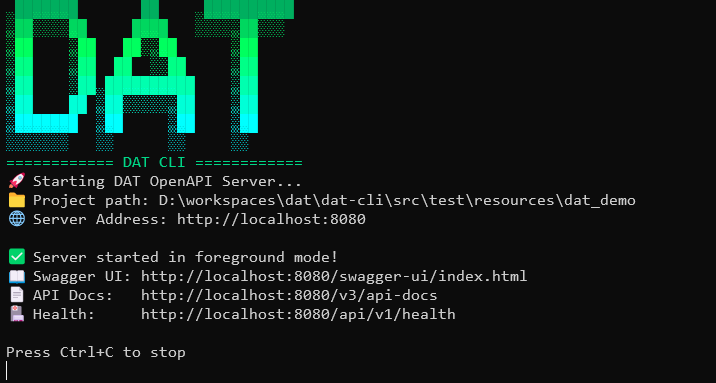 DAT
============ DAT CLI ============
🚀 Starting DAT OpenAPI Server...
📁 Project path: D:\workspaces\dat\dat-cli\src\test\resources\dat_demo
🌐 Server Address: http://localhost:8080
✅ Server started in foreground mode!
📖 Swagger UI: http://localhost:8080/swagger-ui/index.html
📄 API Docs: http://localhost:8080/v3/api-docs
🏥 Health: http://localhost:8080/api/v1/health
Press Ctrl+C to stop